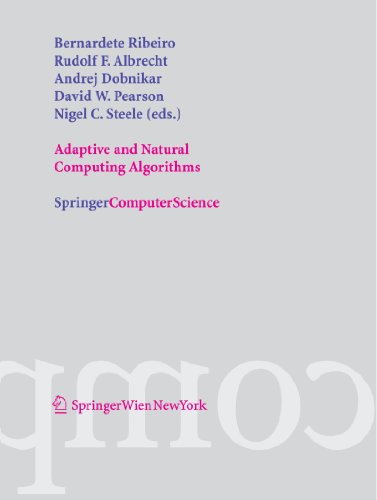 Bernardete Ribeiro
Rudolf F. Albrecht
Andrej Dobnikar
David W. Pearson
Nigel C. Steele (eds.)
Adaptive and Natural
Computing Algorithms
SpringerComputerScience
SpringerWienNewYork
comp